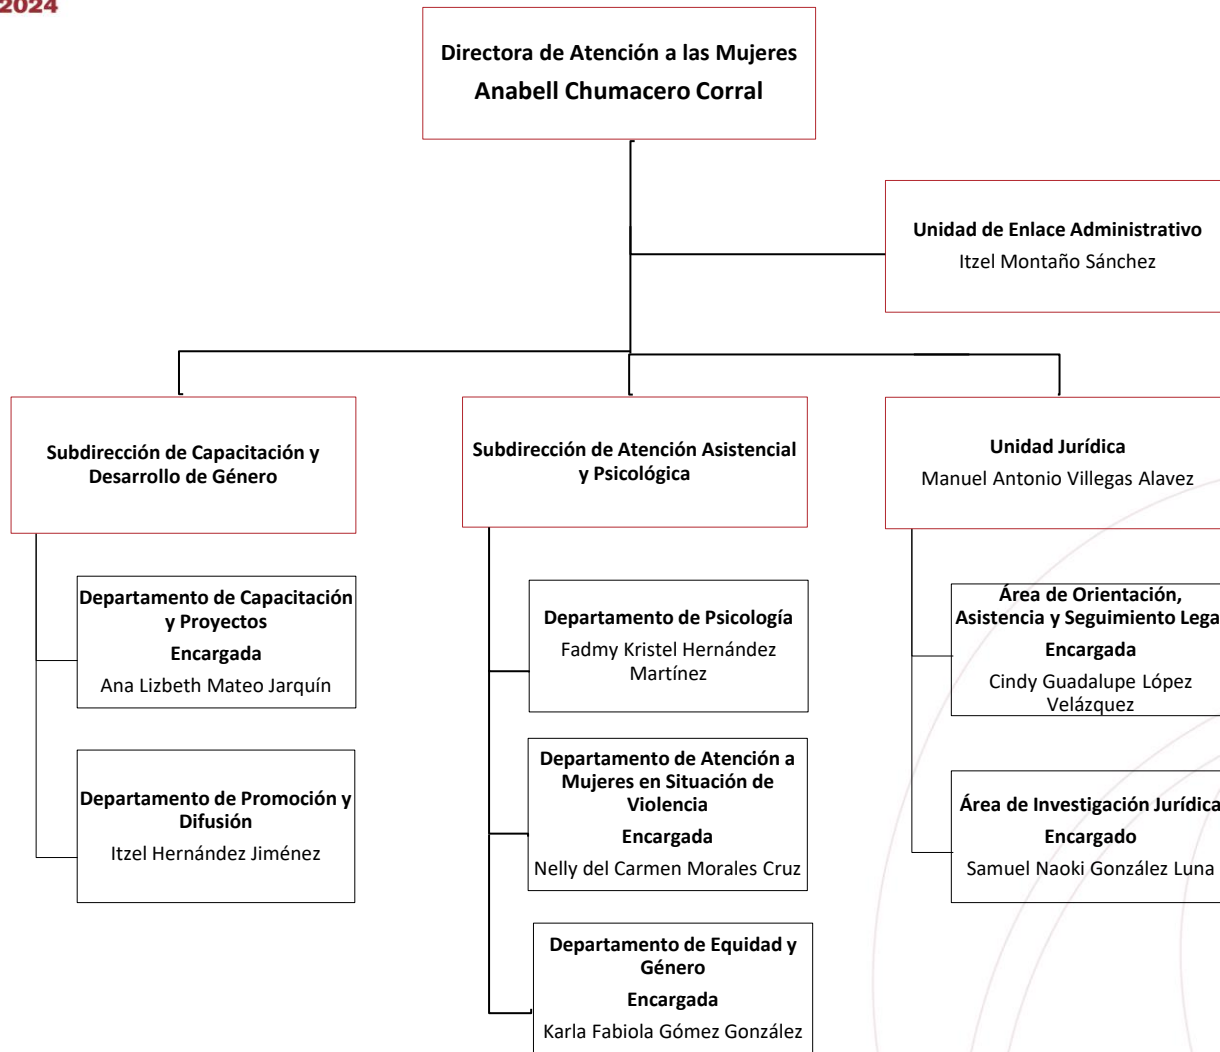 2024
Directora de Atención a las Mujeres
Anabell Chumacero Corral
Unidad de Enlace Administrativo
Itzel Montaño Sánchez
Subdirección de Capacitación y
Desarrollo de Género
Subdirección de Atención Asistencial
y Psicológica
Unidad Jurídica
Manuel Antonio Villegas Alavez
Departamento de Capacitación
y Proyectos
Encargada
Ana Lizbeth Mateo Jarquín
Departamento de Promoción y
Difusión
Itzel Hernández Jiménez
Departamento de Psicología
Fadmy Kristel Hernández
Martínez
Departamento de Atención a
Mujeres en Situación de
Violencia
Encargada
Nelly del Carmen Morales Cruz
Departamento de Equidad y
Género
Encargada
Karla Fabiola Gómez González
Área de Orientación,
Asistencia y Seguimiento Lega
Encargada
Cindy Guadalupe López
Velázquez
Área de Investigación Jurídica
Encargado
Samuel Naoki González Luna